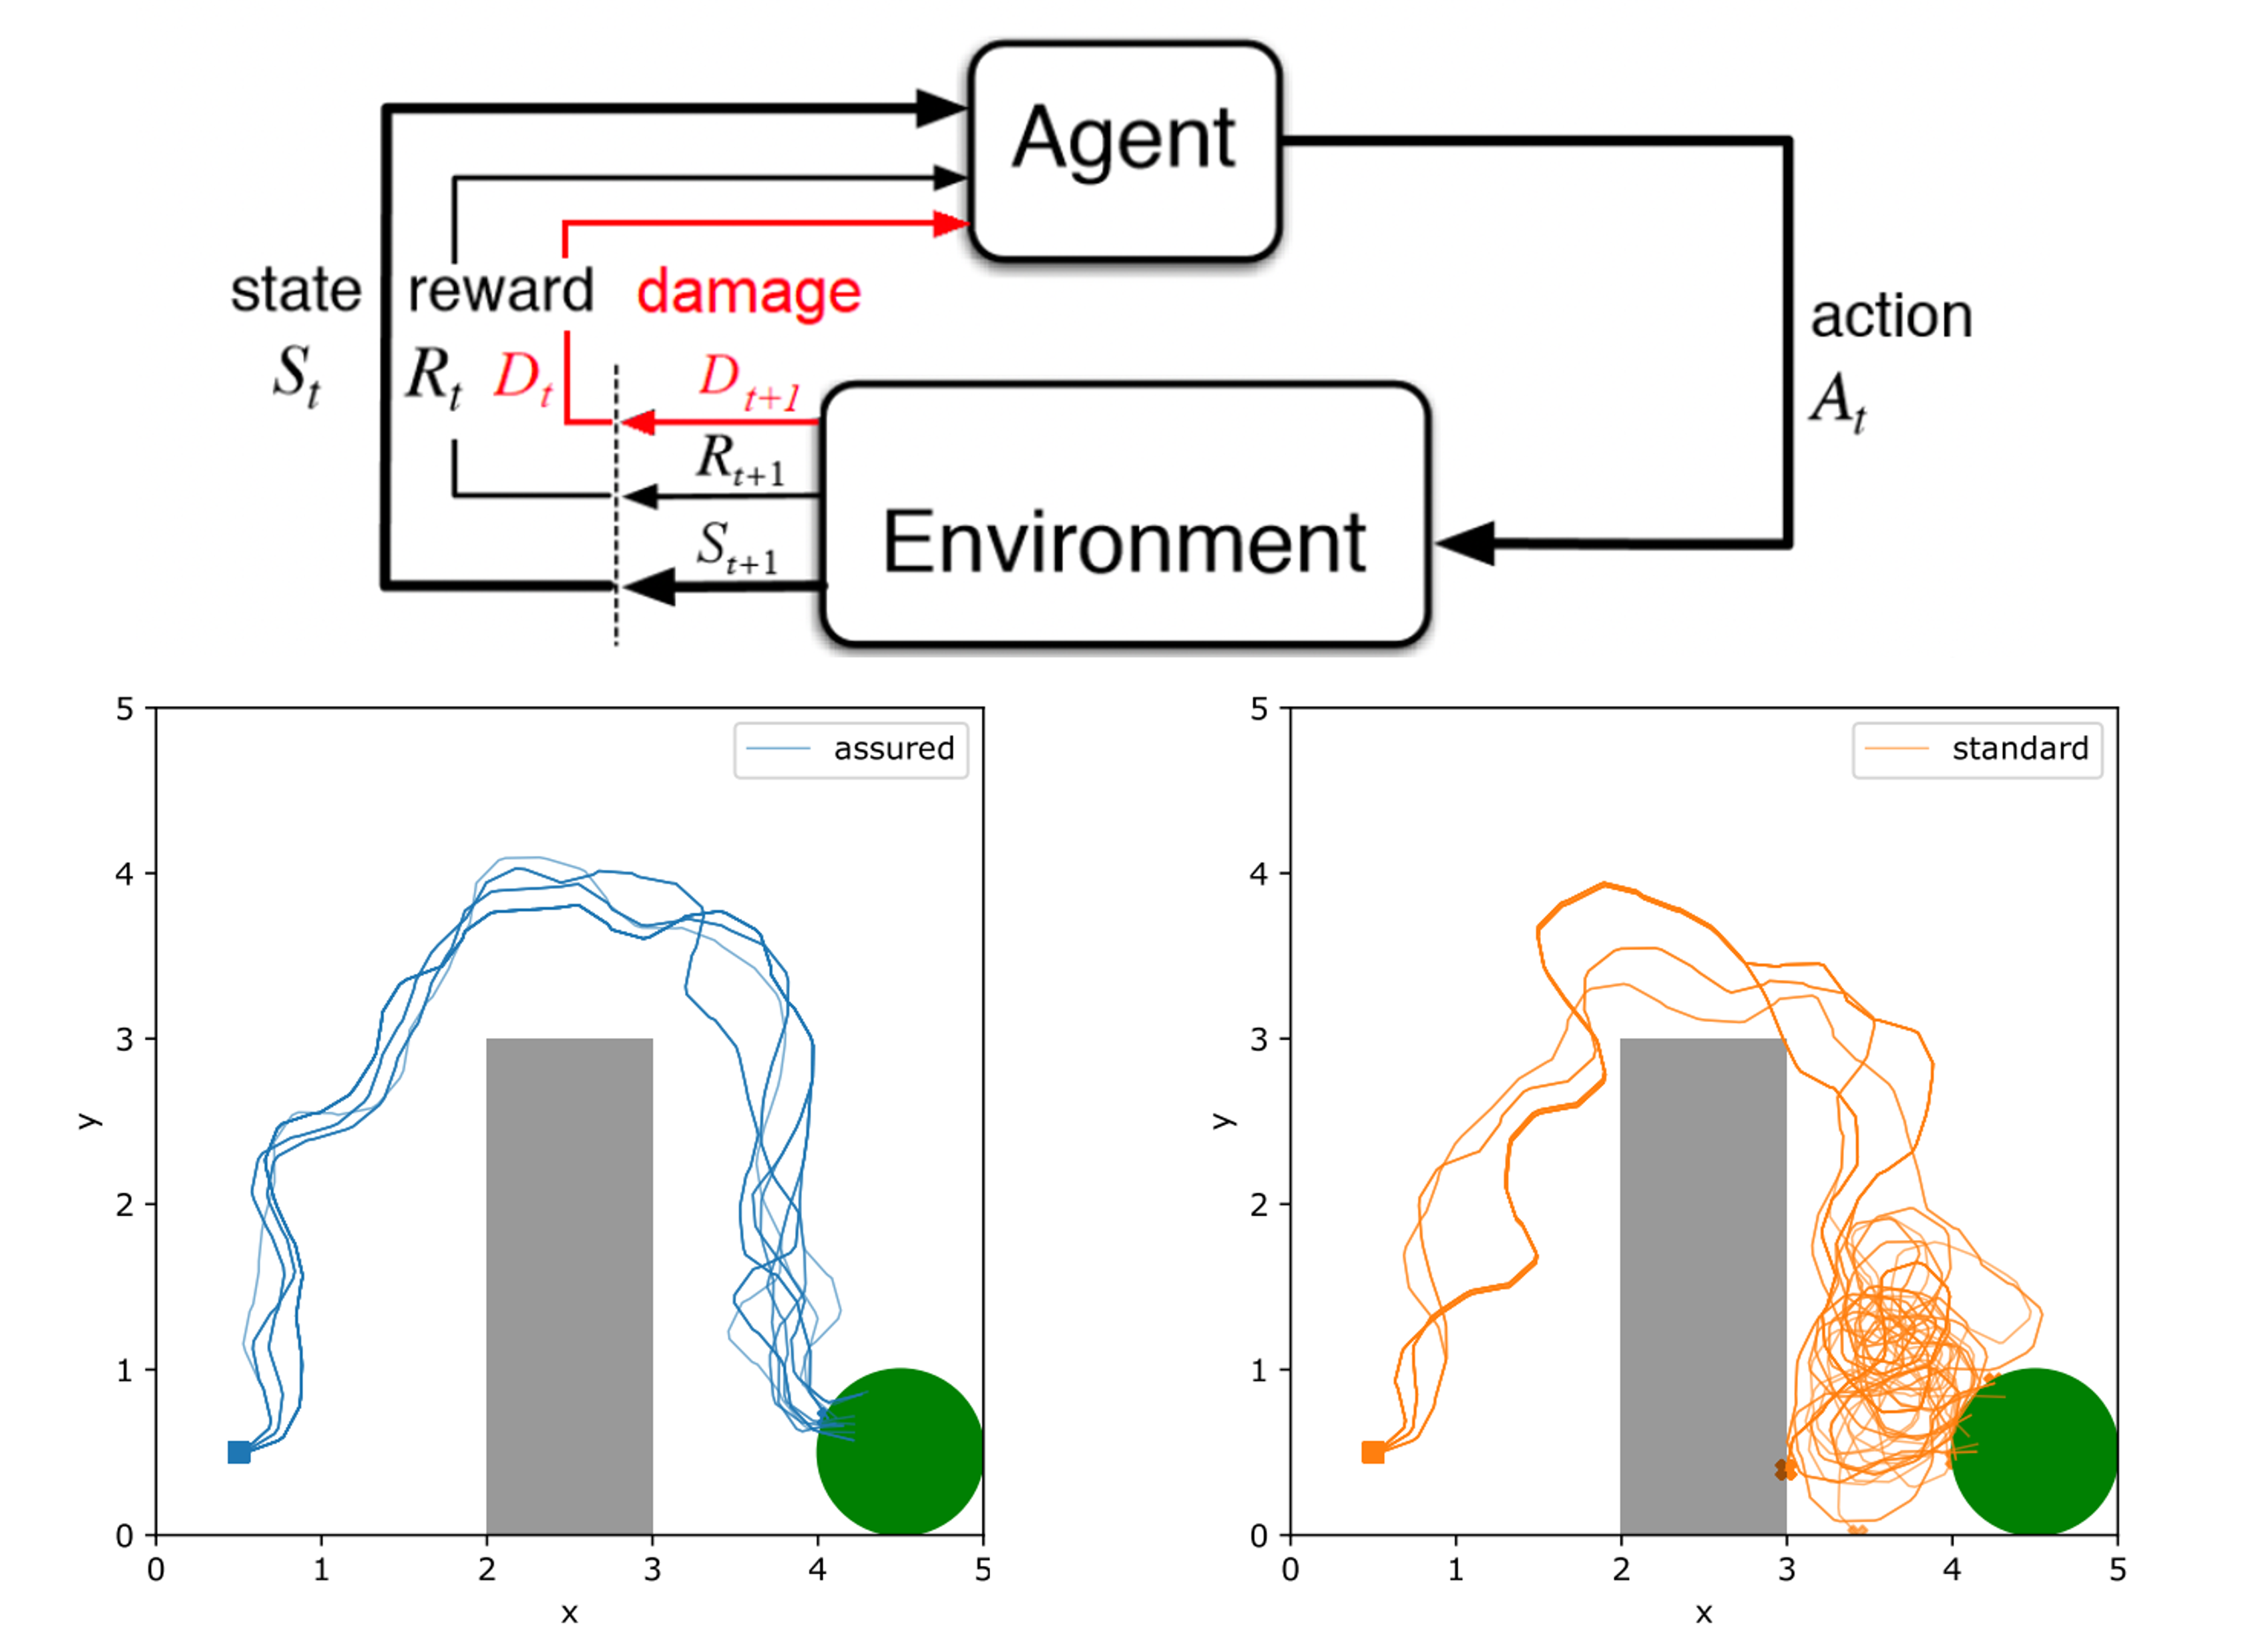 Agent
state reward damage
S_t R_t D_t
D_{t+1}
R_{t+1}
S_{t+1}
Environment
action
A_t
5
4
3
2
1
0
y
assured
0 1 2 3 4 5
x
5
4
3
2
1
0
y
standard
0 1 2 3 4 5
x